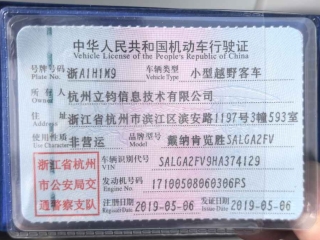 中华人民共和国机动车行驶证
Vehicle License of the People's Republic of China
号牌号码 浙A1H1M9 车辆类型 小型越野客车
Plate No. Vehicle Type
所有人 杭州立钧信息技术有限公司
Owner
住址 浙江省杭州市滨江区滨安路1197号3幢593室
Address
使用性质 非营运 品牌型号 戴纳肯览胜SALGA2FV
Use Character Model
浙江省杭州 车辆识别代号 SALGA2FV9HA374129
VIN
市公安局交 发动机号码 17100508060306PS
Engine No.
通警察支队 注册日期 2019-05-06 发证日期 2019-05-06
Register Date Issue Date